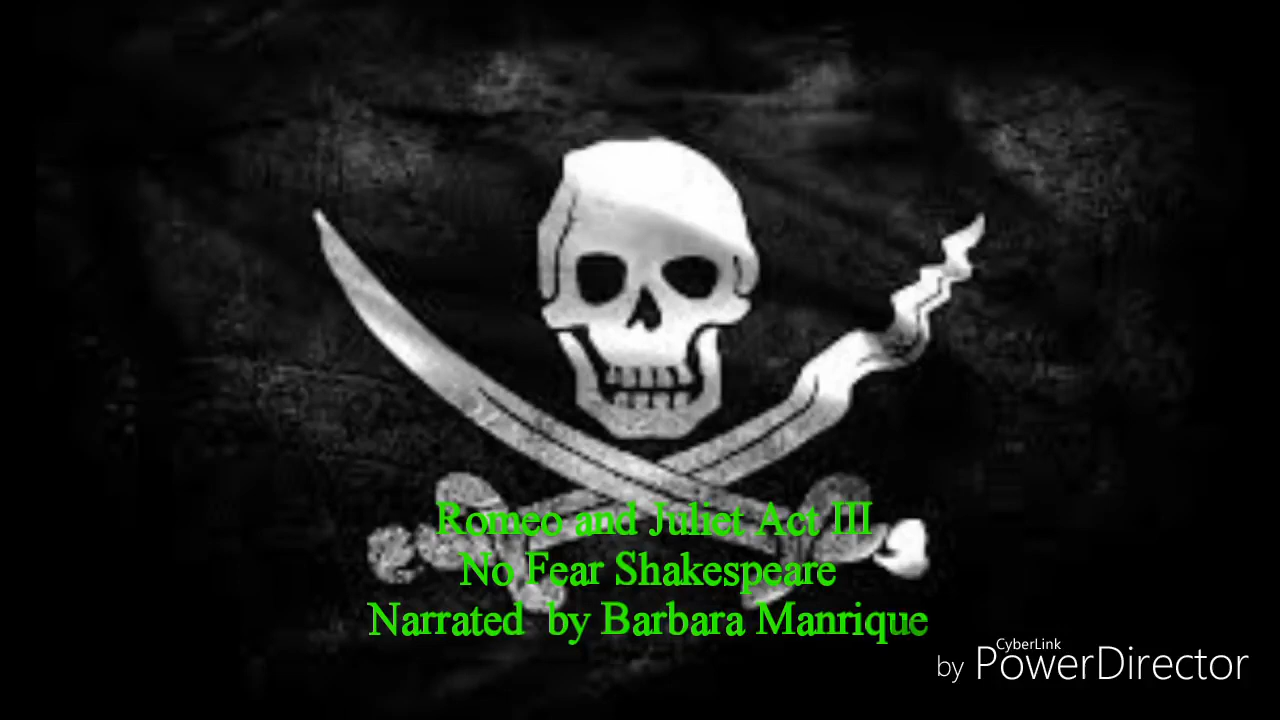 Romeo and Juliet Act III
No Fear Shakespeare
Narrated by Barbara Manrique
CyberLink
by PowerDirector